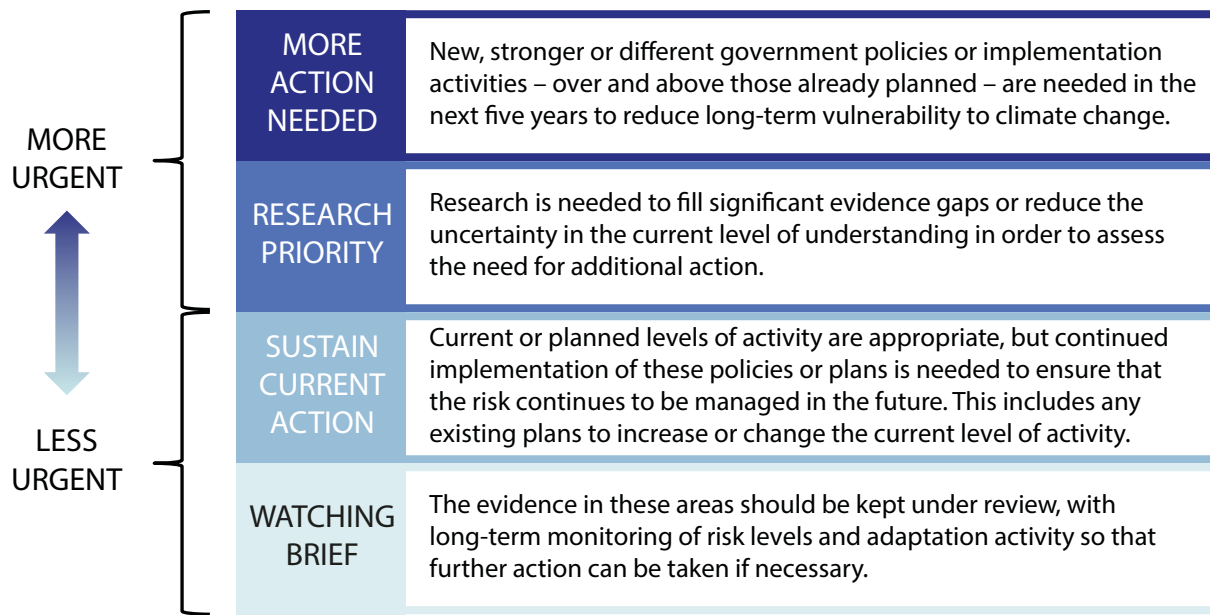 MORE
URGENT
LESS
URGENT
MORE
ACTION
NEEDED
New, stronger or different government policies or implementation
activities – over and above those already planned – are needed in the
next five years to reduce long-term vulnerability to climate change.
RESEARCH
PRIORITY
Research is needed to fill significant evidence gaps or reduce the
uncertainty in the current level of understanding in order to assess
the need for additional action.
SUSTAIN
CURRENT
ACTION
Current or planned levels of activity are appropriate, but continued
implementation of these policies or plans is needed to ensure that
the risk continues to be managed in the future. This includes any
existing plans to increase or change the current level of activity.
WATCHING
BRIEF
The evidence in these areas should be kept under review, with
long-term monitoring of risk levels and adaptation activity so that
further action can be taken if necessary.